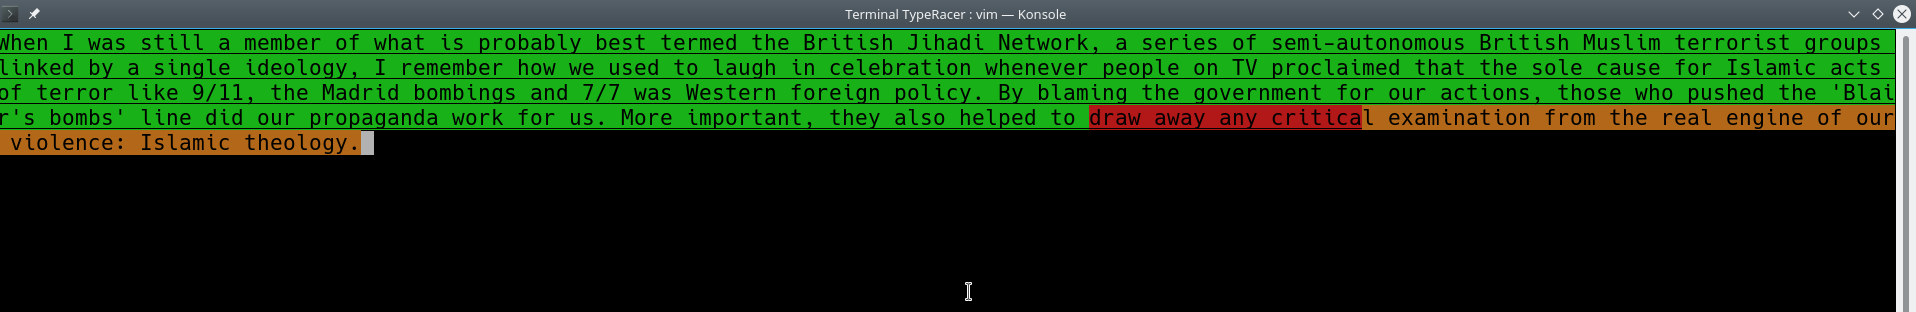 Terminal TypeRacer : vim — Konsole
When I was still a member of what is probably best termed the British Jihadi Network, a series of semi-autonomous British Muslim terrorist groups
linked by a single ideology, I remember how we used to laugh in celebration whenever people on TV proclaimed that the sole cause for Islamic acts
of terror like 9/11, the Madrid bombings and 7/7 was Western foreign policy. By blaming the government for our actions, those who pushed the 'Blai
r's bombs' line did our propaganda work for us. More important, they also helped to draw away any critical examination from the real engine of our
violence: Islamic theology.